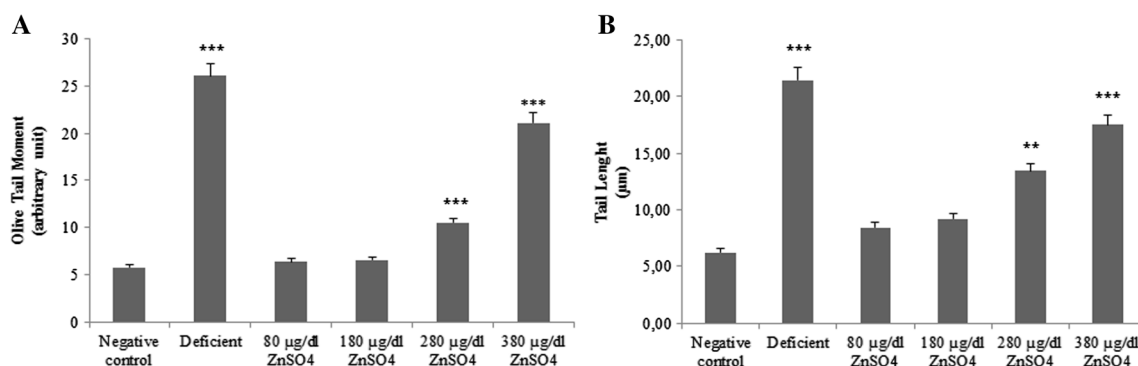 A
Olive Tail Moment
(arbitrary unit)
30
25
20
15
10
5
0
***
***
***
Negative
control
Deficient
80 µg/dl
ZnSO4
180 µg/dl
ZnSO4
280 µg/dl
ZnSO4
380 µg/dl
ZnSO4
B
Tail Lenght
(µm)
25,00
20,00
15,00
10,00
5,00
0,00
***
**
***
Negative
control
Deficient
80 µg/dl
ZnSO4
180 µg/dl
ZnSO4
280 µg/dl
ZnSO4
380 µg/dl
ZnSO4